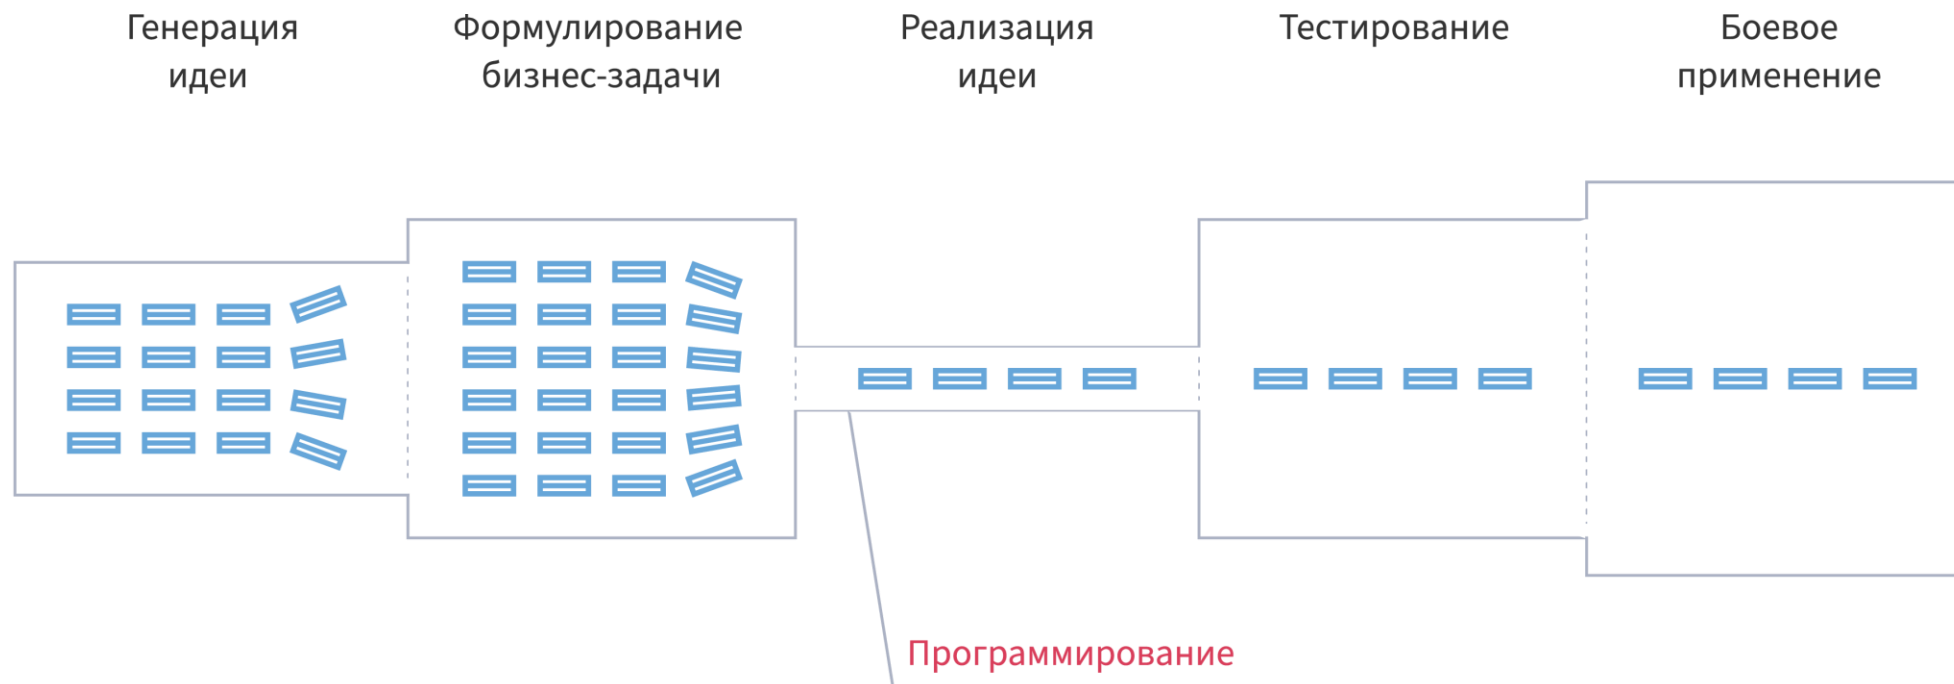 Генерация
идеи
Формулирование
бизнес-задачи
Реализация
идеи
Тестирование
Боевое
применение
Программирование